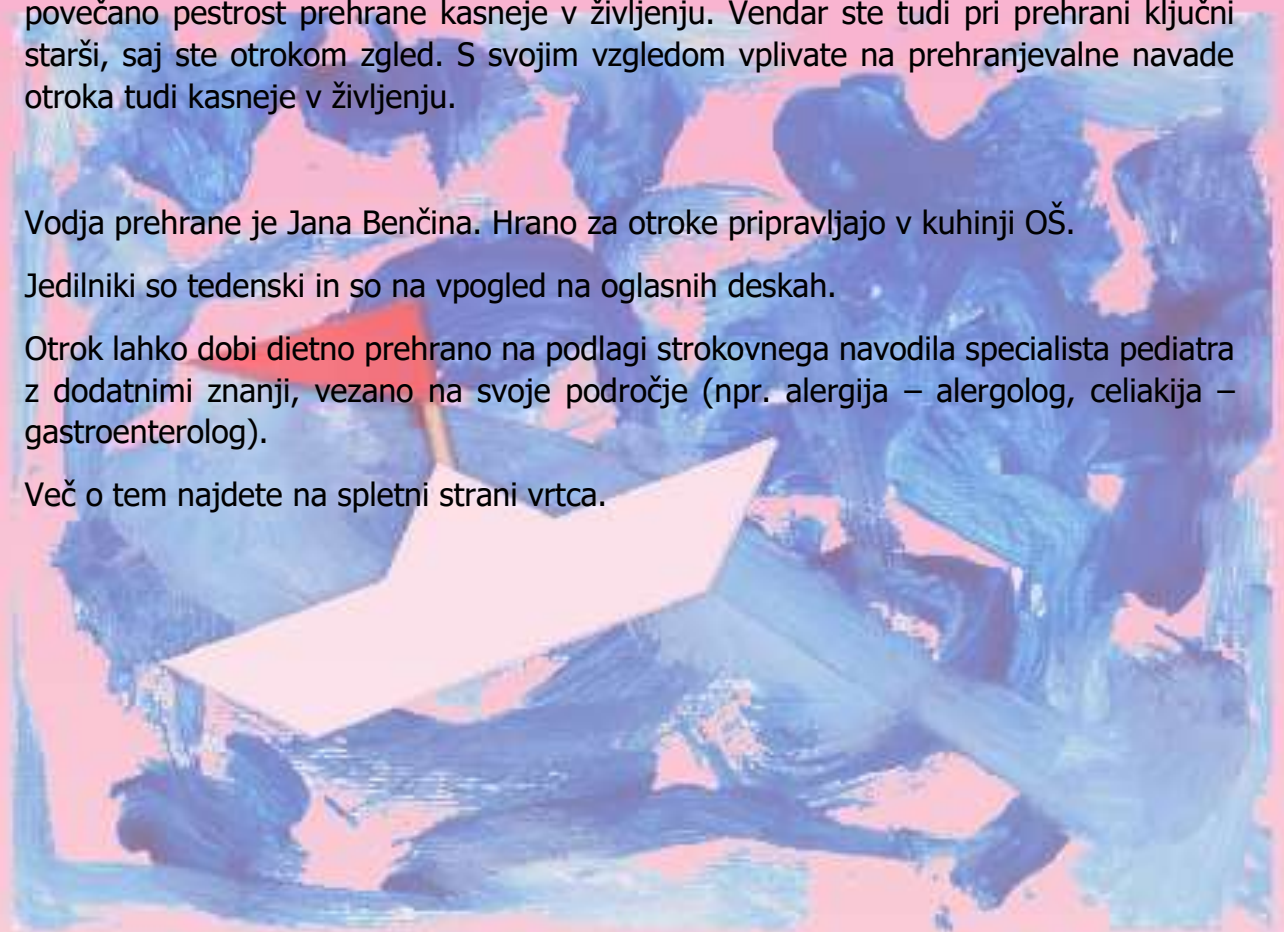 povečano pestrost prehrane kasneje v življenju. Vendar ste tudi pri prehrani ključni
starši, saj ste otrokom zgled. S svojim vzgledom vplivate na prehranjevalne navade
otroka tudi kasneje v življenju.
Vodja prehrane je Jana Benčina. Hrano za otroke pripravljajo v kuhinji OŠ.
Jedilniki so tedenski in so na vpogled na oglasnih deskah.
Otrok lahko dobi dietno prehrano na podlagi strokovnega navodila specialista pediatra
z dodatnimi znanji, vezano na svoje področje (npr. alergija – alergolog, celiakija –
gastroenterolog).
Več o tem najdete na spletni strani vrtca.